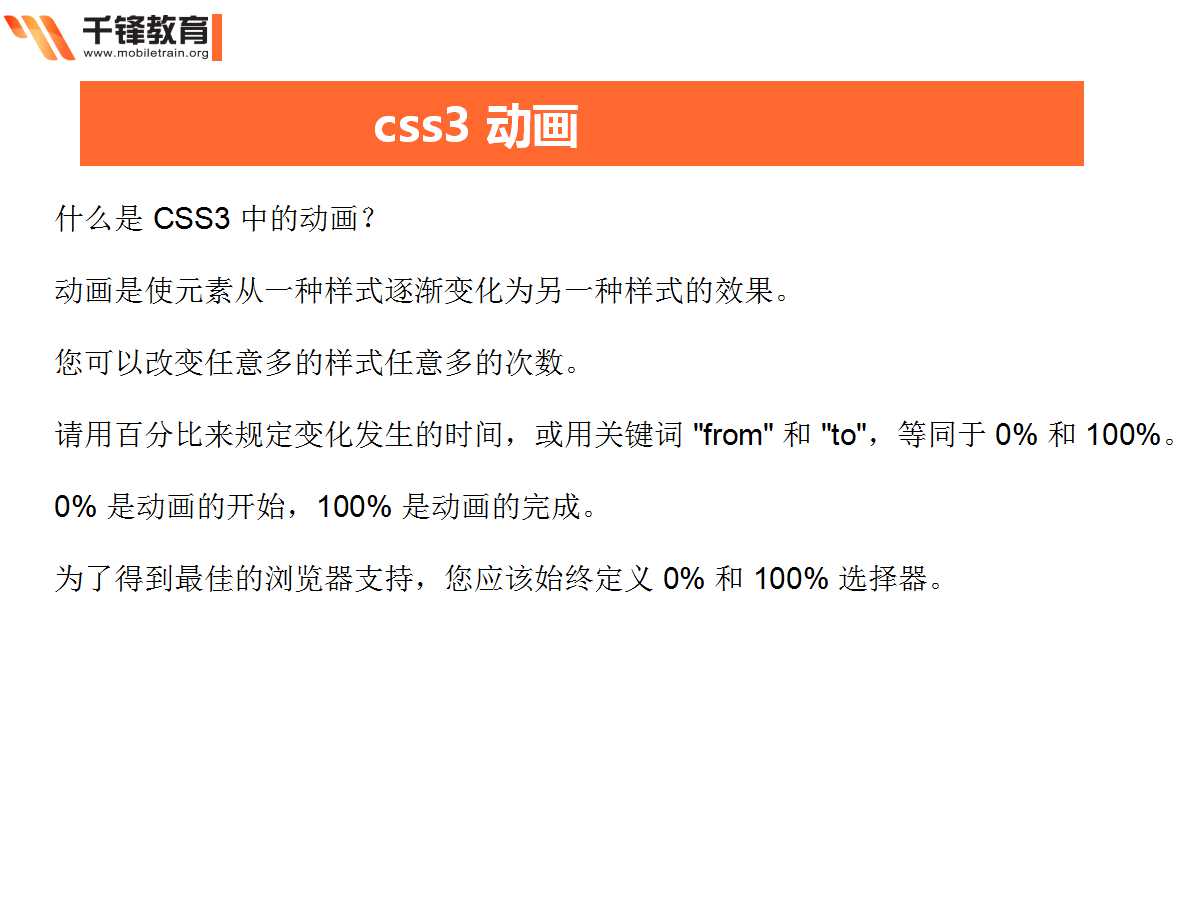 千锋教育
www.mobiletrain.org
css3 动画
什么是 CSS3 中的动画？
动画是使元素从一种样式逐渐变化为另一种样式的效果。
您可以改变任意多的样式任意多的次数。
请用百分比来规定变化发生的时间，或用关键词 "from" 和 "to"，等同于 0% 和 100%。
0% 是动画的开始，100% 是动画的完成。
为了得到最佳的浏览器支持，您应该始终定义 0% 和 100% 选择器。